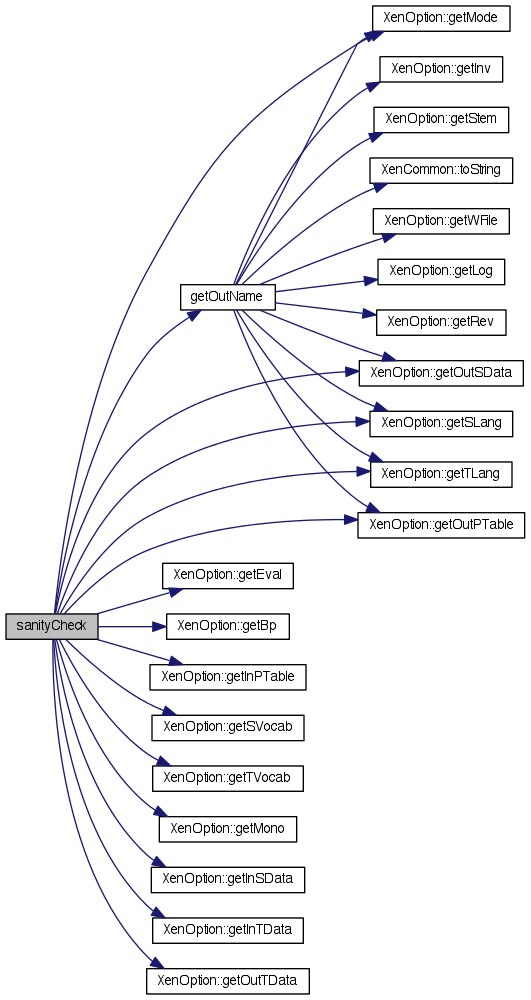 XenOption::getMode
XenOption::getInv
XenOption::getStem
XenCommon::toString
XenOption::getWFile
XenOption::getLog
getOutName
XenOption::getRev
XenOption::getOutSData
XenOption::getSLang
XenOption::getTLang
XenOption::getOutPTable
XenOption::getEval
sanityCheck
XenOption::getBp
XenOption::getInPTable
XenOption::getSVocab
XenOption::getTVocab
XenOption::getMono
XenOption::getInSData
XenOption::getInTData
XenOption::getOutTData